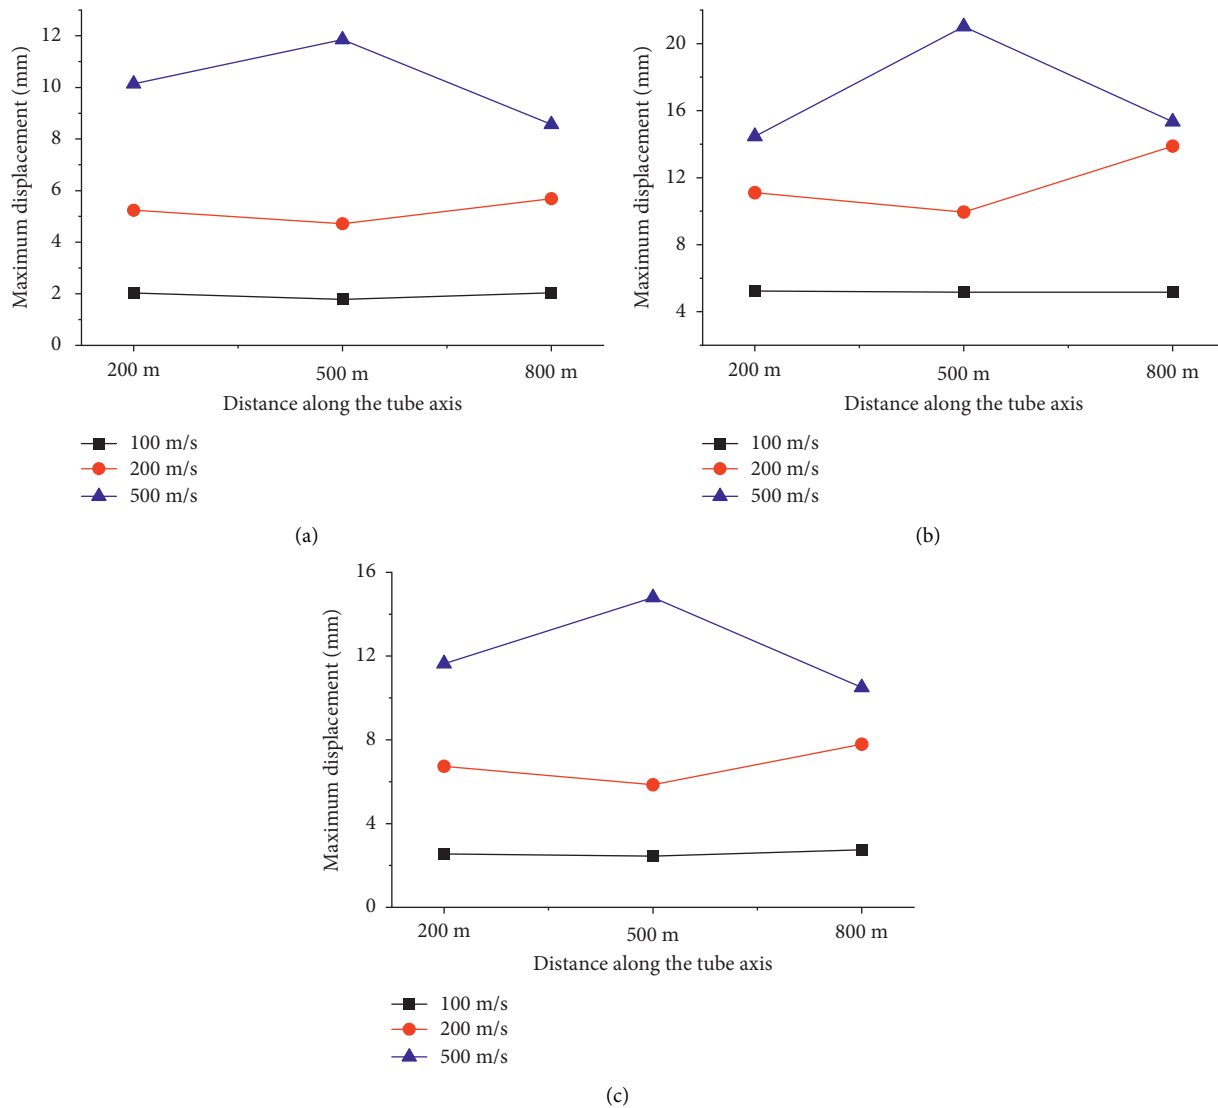 Maximum displacement (mm)
12
10
8
6
4
2
0
200 m
500 m
800 m
Distance along the tube axis
100 m/s
200 m/s
500 m/s
(a)
Maximum displacement (mm)
20
16
12
8
4
200 m
500 m
800 m
Distance along the tube axis
100 m/s
200 m/s
500 m/s
(b)
Maximum displacement (mm)
16
12
8
4
0
200 m
500 m
800 m
Distance along the tube axis
100 m/s
200 m/s
500 m/s
(c)